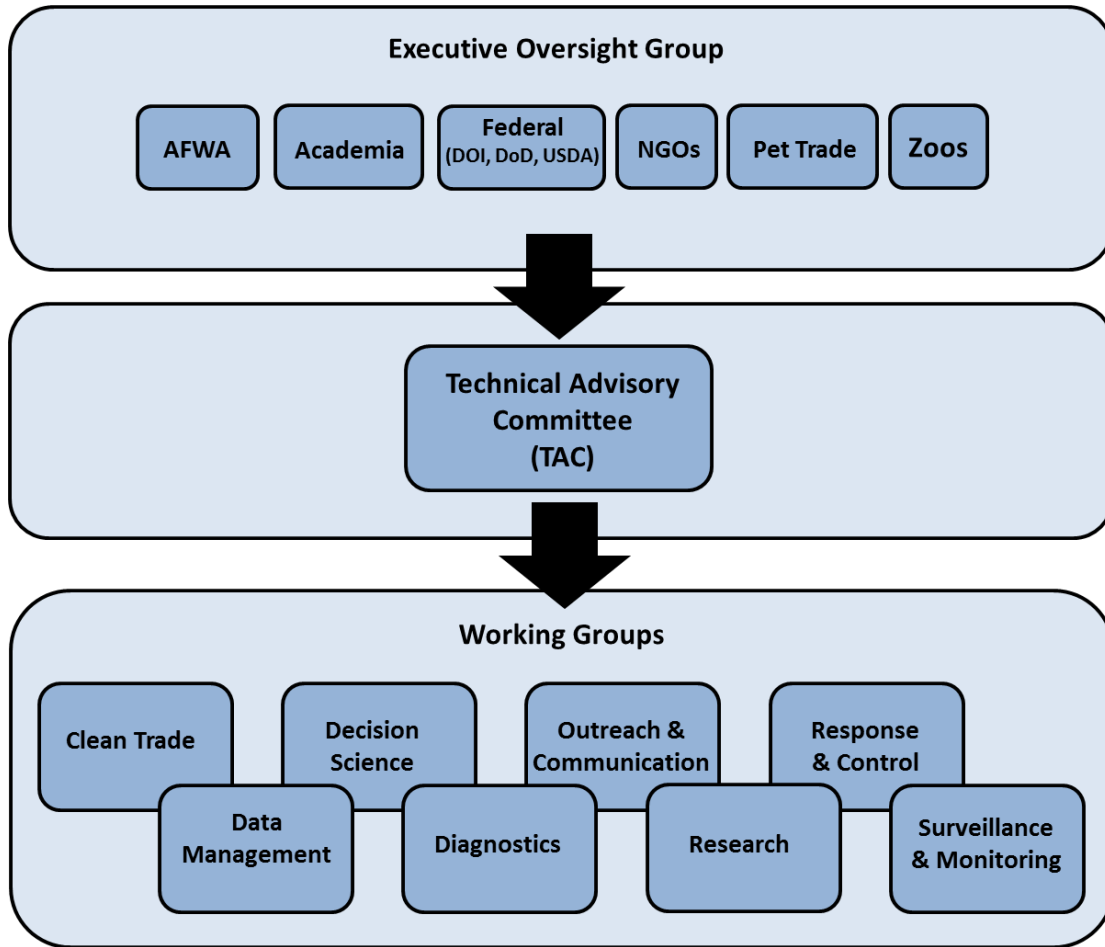 Executive Oversight Group
AFWA
Academia
Federal
(DOI, DoD, USDA)
NGOs
Pet Trade
Zoos
Technical Advisory
Committee
(TAC)
Working Groups
Clean Trade
Decision
Science
Outreach &
Communication
Response
& Control
Data
Management
Diagnostics
Research
Surveillance
& Monitoring